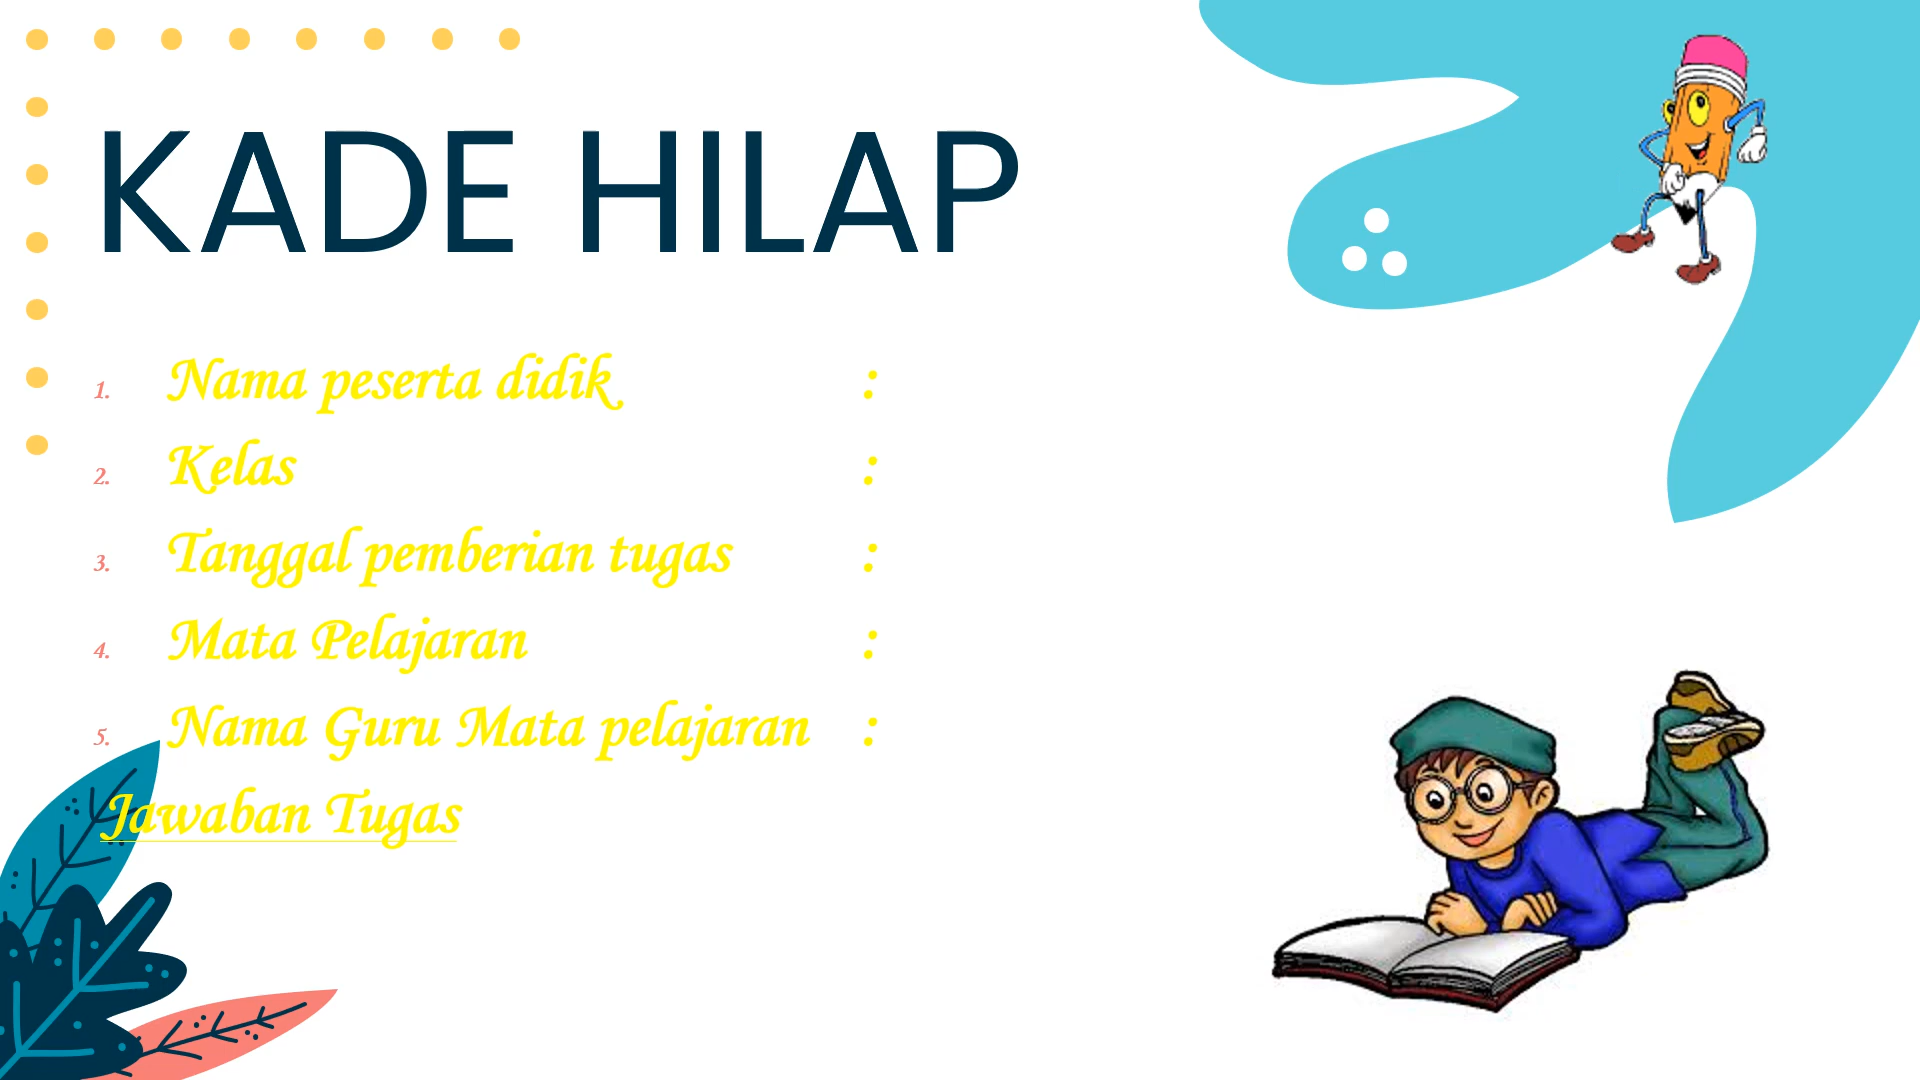 KADE HILAP
1. Nama peserta didik :
2. Kelas :
3. Tanggal pemberian tugas :
4. Mata Pelajaran :
5. Nama Guru Mata pelajaran :
Jawaban Tugas